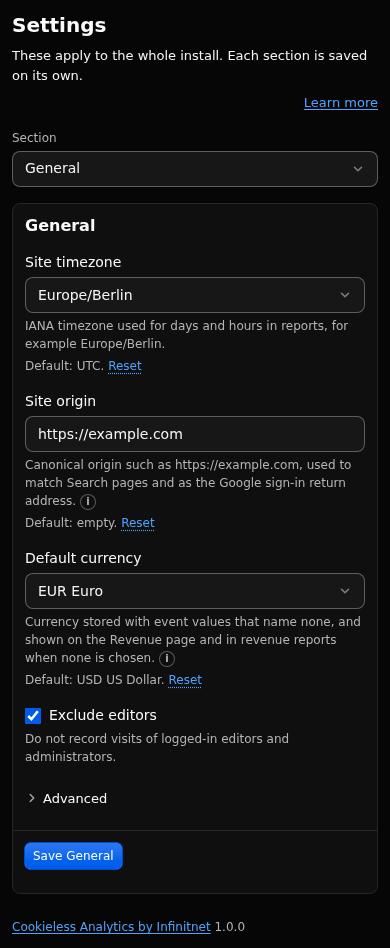 Settings
These apply to the whole install. Each section is saved
on its own.
Learn more
Section
General
General
Site timezone
Europe/Berlin
IANA timezone used for days and hours in reports, for
example Europe/Berlin.
Default: UTC. Reset
Site origin
https://example.com
Canonical origin such as https://example.com, used to
match Search pages and as the Google sign-in return
address. i
Default: empty. Reset
Default currency
EUR Euro
Currency stored with event values that name none, and
shown on the Revenue page and in revenue reports
when none is chosen. i
Default: USD US Dollar. Reset
Exclude editors
Do not record visits of logged-in editors and
administrators.
Advanced
Save General
Cookieless Analytics by Infinitnet 1.0.0